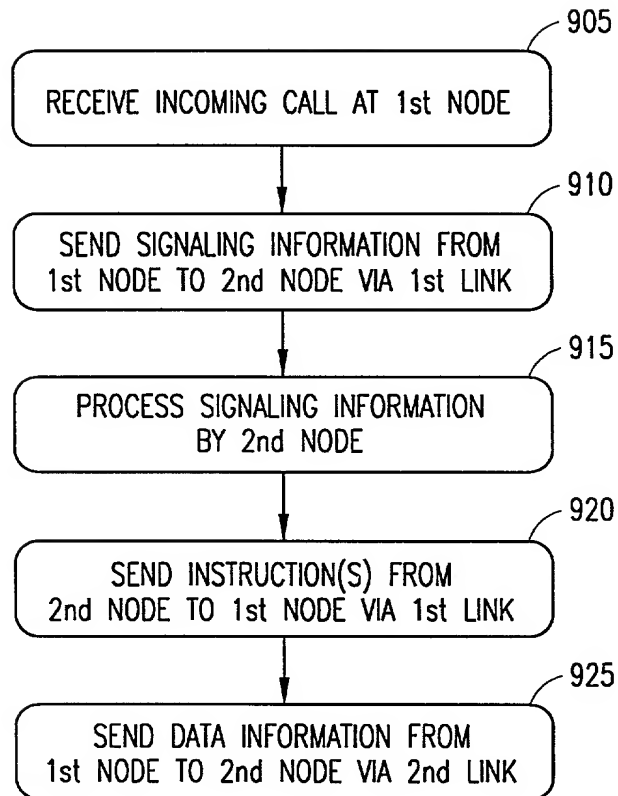 905
RECEIVE INCOMING CALL AT 1st NODE
910
SEND SIGNALING INFORMATION FROM
1st NODE TO 2nd NODE VIA 1st LINK
915
PROCESS SIGNALING INFORMATION
BY 2nd NODE
920
SEND INSTRUCTION(S) FROM
2nd NODE TO 1st NODE VIA 1st LINK
925
SEND DATA INFORMATION FROM
1st NODE TO 2nd NODE VIA 2nd LINK